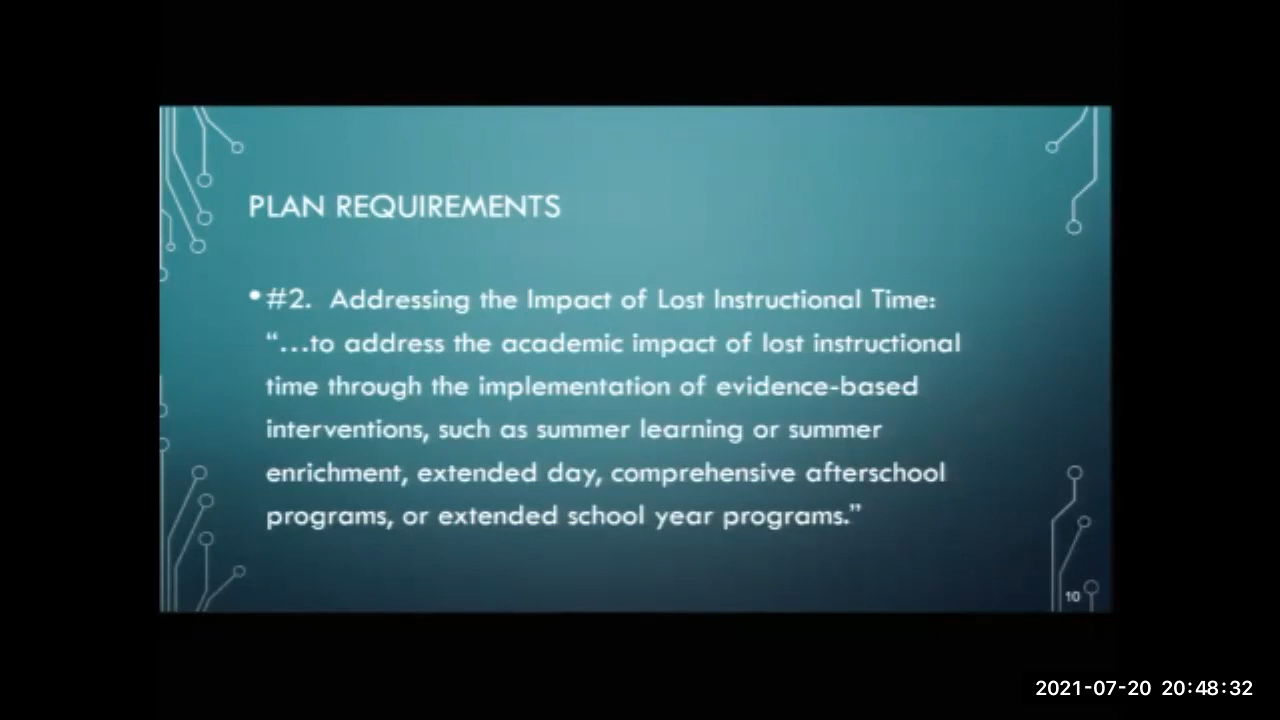 PLAN REQUIREMENTS
•#2.  Addressing the Impact of Lost Instructional Time:
“…to address the academic impact of lost instructional
time through the implementation of evidence-based
interventions, such as summer learning or summer
enrichment, extended day, comprehensive afterschool
programs, or extended school year programs.”
10
2021-07-20 20:48:32